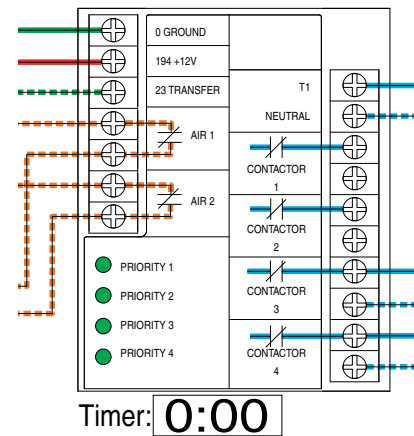 0 GROUND
194 +12V
23 TRANSFER
AIR 1
AIR 2
T1
NEUTRAL
CONTACTOR
1
CONTACTOR
2
CONTACTOR
3
CONTACTOR
4
PRIORITY 1
PRIORITY 2
PRIORITY 3
PRIORITY 4
Timer: 0:00